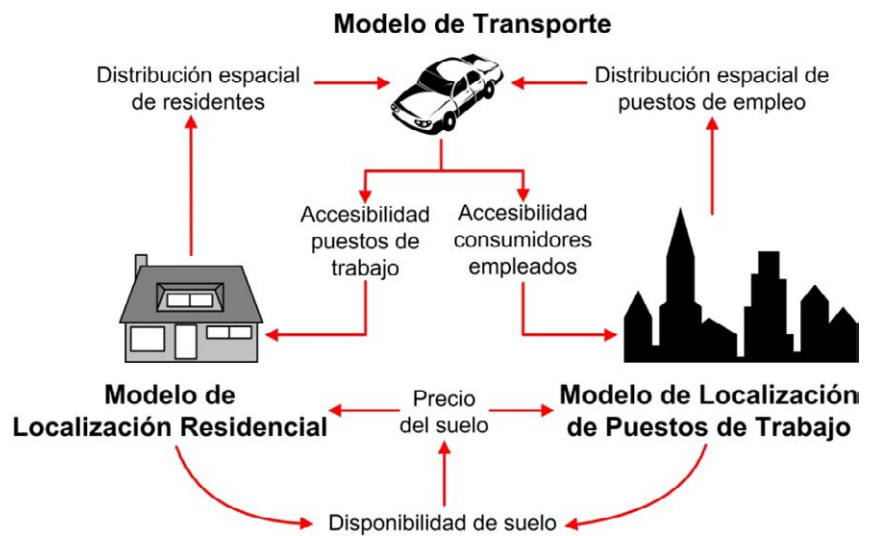 Modelo de Transporte
Distribución espacial
de residentes
Distribución espacial de
puestos de empleo
Accesibilidad
puestos de
trabajo
Accesibilidad
consumidores
empleados
Modelo de
Localización Residencial
Precio
del suelo
Modelo de Localización
de Puestos de Trabajo
Disponibilidad de suelo